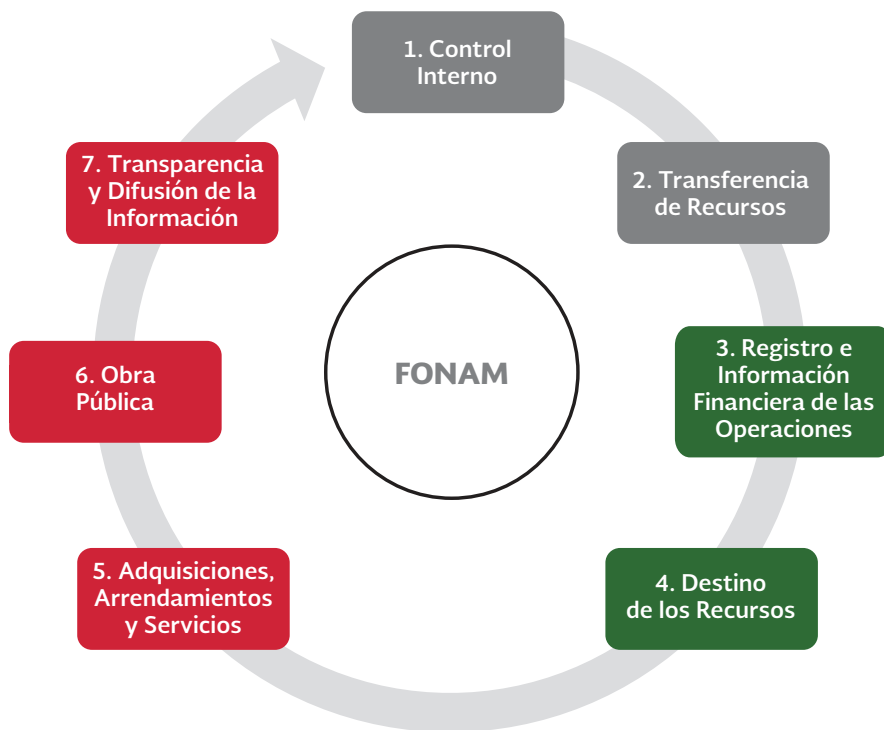 1. Control
Interno
2. Transferencia
de Recursos
3. Registro e
Información
Financiera de las
Operaciones
4. Destino
de los Recursos
5. Adquisiciones,
Arrendamientos
y Servicios
6. Obra
Pública
7. Transparencia
y Difusión de la
Información
FONAM